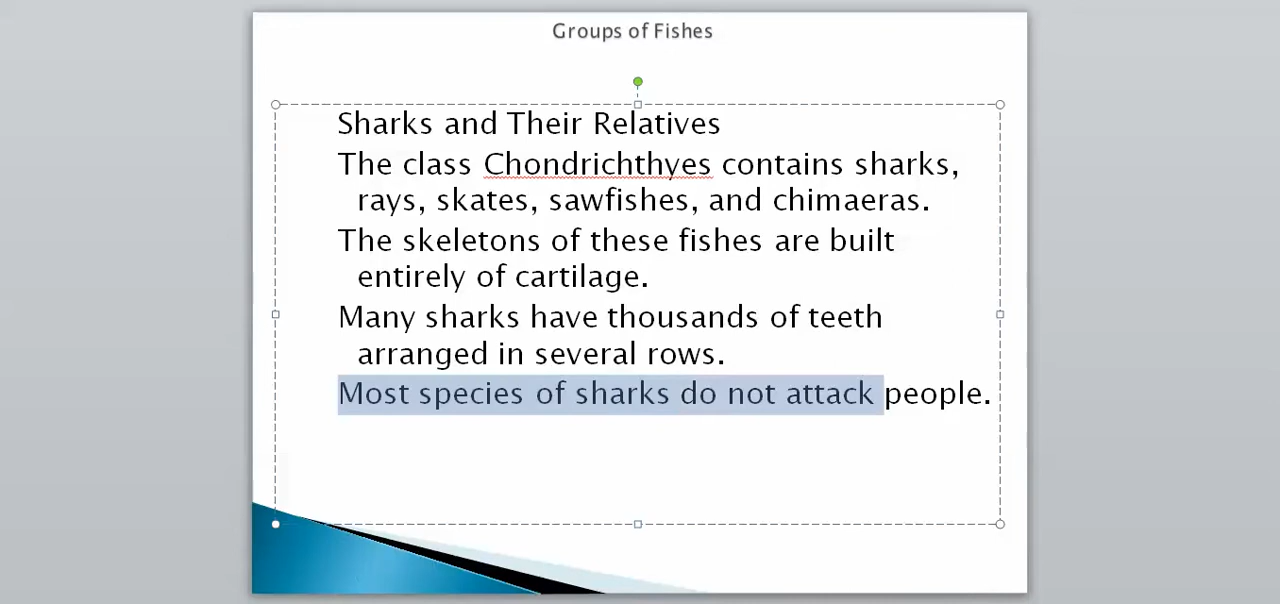 Groups of Fishes
Sharks and Their Relatives
The class Chondrichthyes contains sharks,
rays, skates, sawfishes, and chimaeras.
The skeletons of these fishes are built
entirely of cartilage.
Many sharks have thousands of teeth
arranged in several rows.
Most species of sharks do not attack people.